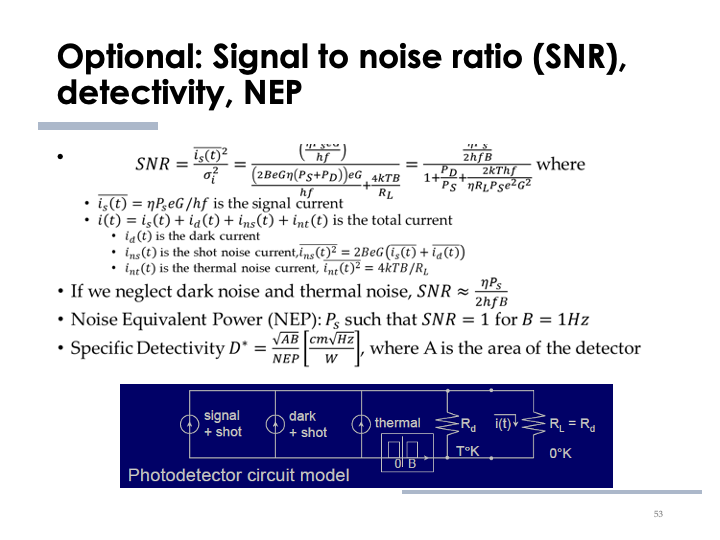 Optional: Signal to noise ratio (SNR),
detectivity, NEP
• $SNR = \frac{\overline{i_s(t)}^2}{\sigma_i^2} = \frac{\left(\frac{\eta P_s eG}{hf}\right)}{\frac{(2BeG\eta(P_S+P_D))eG}{hf}+\frac{4kTB}{R_L}} = \frac{\frac{\eta P_s}{2hfB}}{1+\frac{P_D}{P_S}+\frac{2kThf}{\eta R_L P_S e^2 G^2}}$ where
• $\overline{i_s(t)} = \eta P_s eG/hf$ is the signal current
• $i(t) = i_s(t) + i_d(t) + i_{ns}(t) + i_{nt}(t)$ is the total current
• $i_d(t)$ is the dark current
• $i_{ns}(t)$ is the shot noise current, $\overline{i_{ns}(t)^2} = 2BeG(\overline{i_s(t)} + \overline{i_d(t)})$
• $i_{nt}(t)$ is the thermal noise current, $\overline{i_{nt}(t)^2} = 4kTB/R_L$
• If we neglect dark noise and thermal noise, $SNR \approx \frac{\eta P_s}{2hfB}$
• Noise Equivalent Power (NEP): $P_s$ such that $SNR = 1$ for $B = 1Hz$
• Specific Detectivity $D^* = \frac{\sqrt{AB}}{NEP}\left[\frac{cm\sqrt{Hz}}{W}\right]$, where A is the area of the detector
signal
+ shot
dark
+ shot
thermal
0 B
R_d
T°K
i(t)
R_L = R_d
0°K
Photodetector circuit model
53